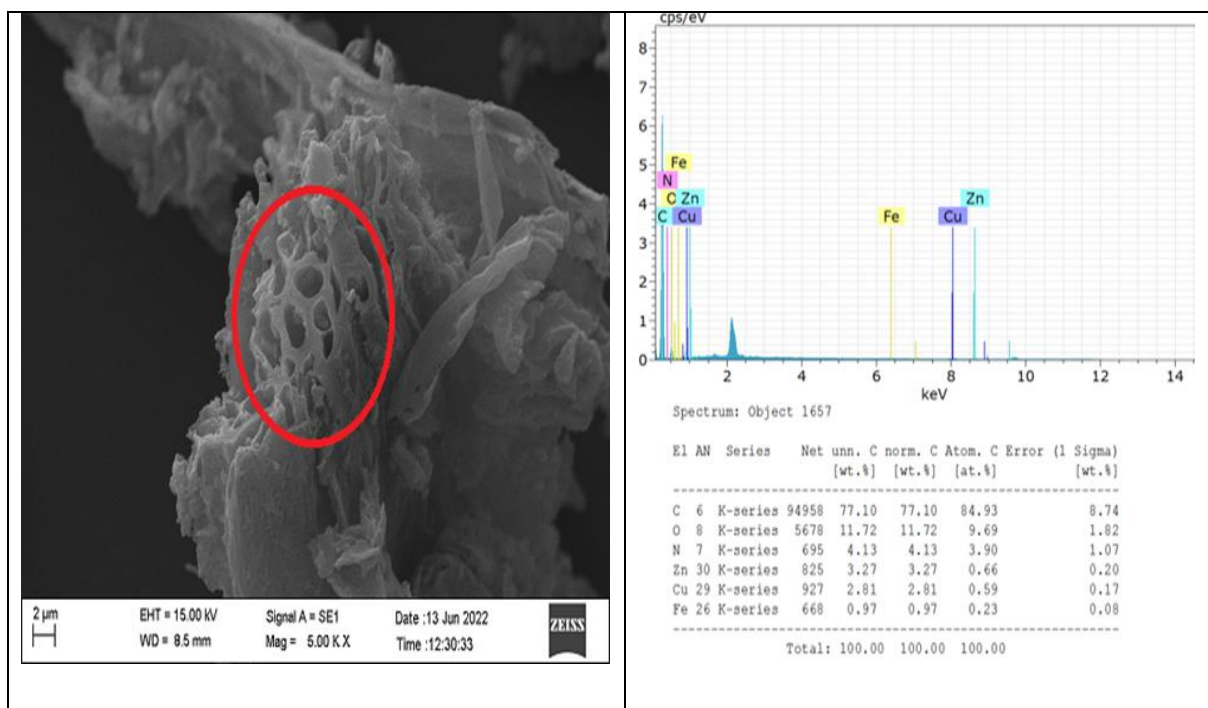 2 µm
EHT = 15.00 kV
WD = 8.5 mm
Signal A = SE1
Mag = 5.00 K X
Date :13 Jun 2022
Time :12:30:33
ZEISS
cps/eV
8
7
6
5
4
3
2
1
0
Fe
N
O Zn
C Cu
Fe
Cu
Zn
2 4 6 8 10 12 14
keV
Spectrum: Object 1657
El AN Series Net unn. C norm. C Atom. C Error (1 Sigma)
[wt.%] [wt.%] [at.%] [wt.%]
C 6 K-series 94958 77.10 77.10 84.93 8.74
O 8 K-series 5678 11.72 11.72 9.69 1.82
N 7 K-series 695 4.13 4.13 3.90 1.07
Zn 30 K-series 825 3.27 3.27 0.66 0.20
Cu 29 K-series 927 2.81 2.81 0.59 0.17
Fe 26 K-series 668 0.97 0.97 0.23 0.08
Total: 100.00 100.00 100.00